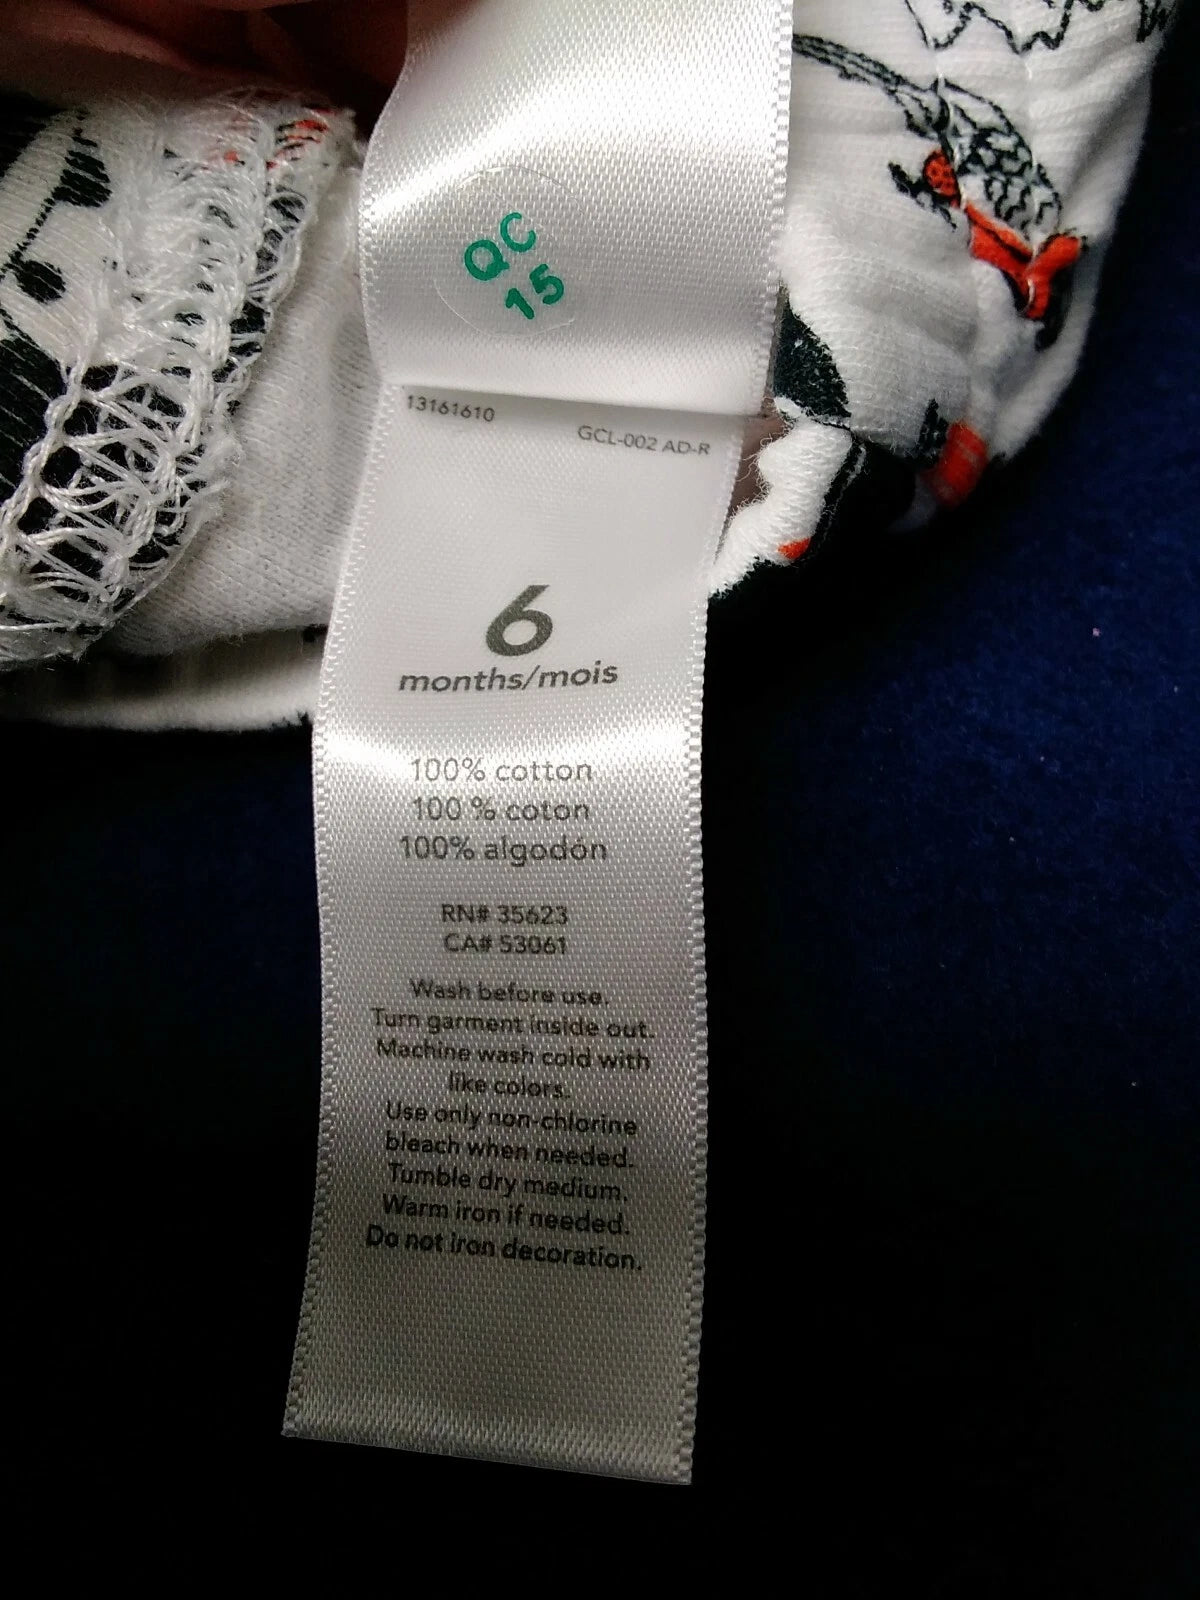 QC
15
13161610
GCL-002 AD-R
6
months/mois
100% cotton
100 % coton
100% algodón
RN# 35623
CA# 53061
Wash before use.
Turn garment inside out.
Machine wash cold with
like colors.
Use only non-chlorine
bleach when needed.
Tumble dry medium.
Warm iron if needed.
Do not iron decoration.